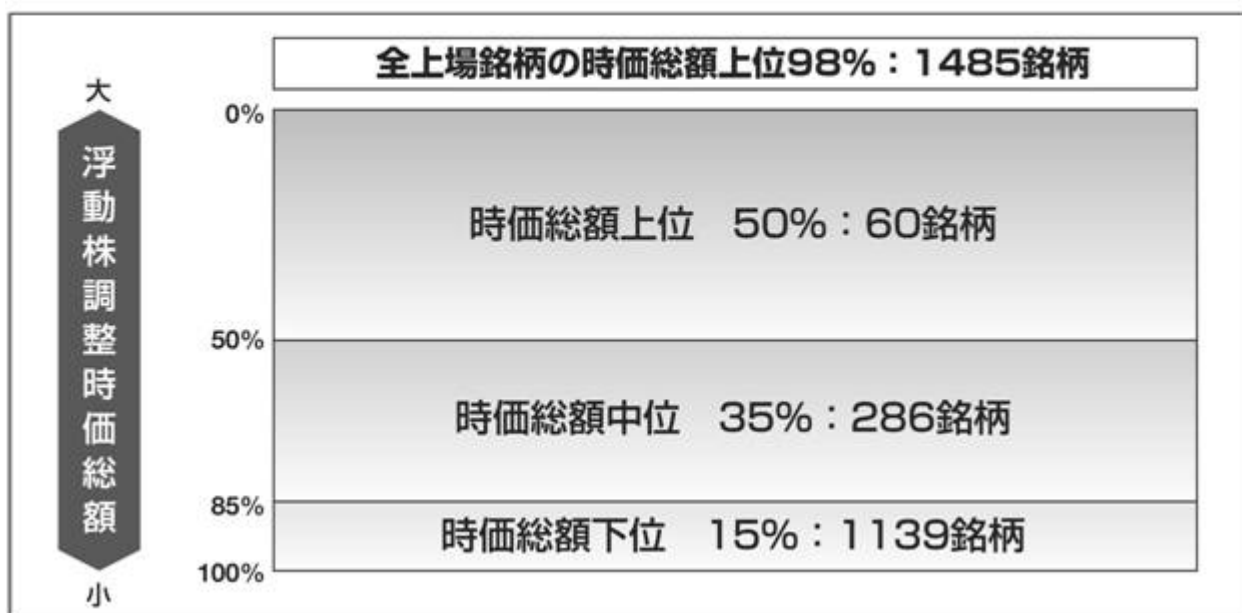 全上場銘柄の時価総額上位98%：1485銘柄
大
浮動株調整時価総額
小
0%
時価総額上位　50%：60銘柄
50%
時価総額中位　35%：286銘柄
85%
時価総額下位　15%：1139銘柄
100%